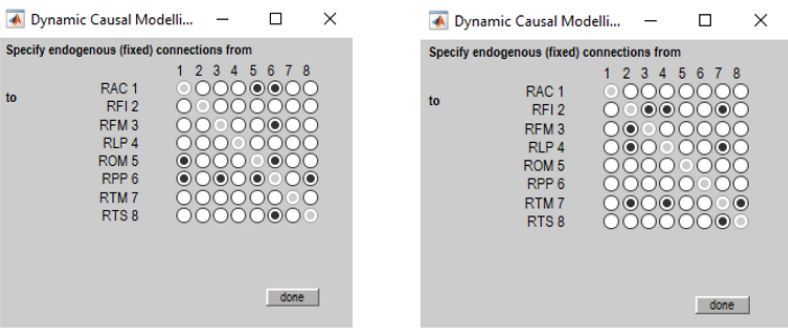 Dynamic Causal Modelli...
Specify endogenous (fixed) connections from
1 2 3 4 5 6 7 8
to
RAC 1
RFI 2
RFM 3
RLP 4
ROM 5
RPP 6
RTM 7
RTS 8
done
Dynamic Causal Modelli...
Specify endogenous (fixed) connections from
1 2 3 4 5 6 7 8
to
RAC 1
RFI 2
RFM 3
RLP 4
ROM 5
RPP 6
RTM 7
RTS 8
done